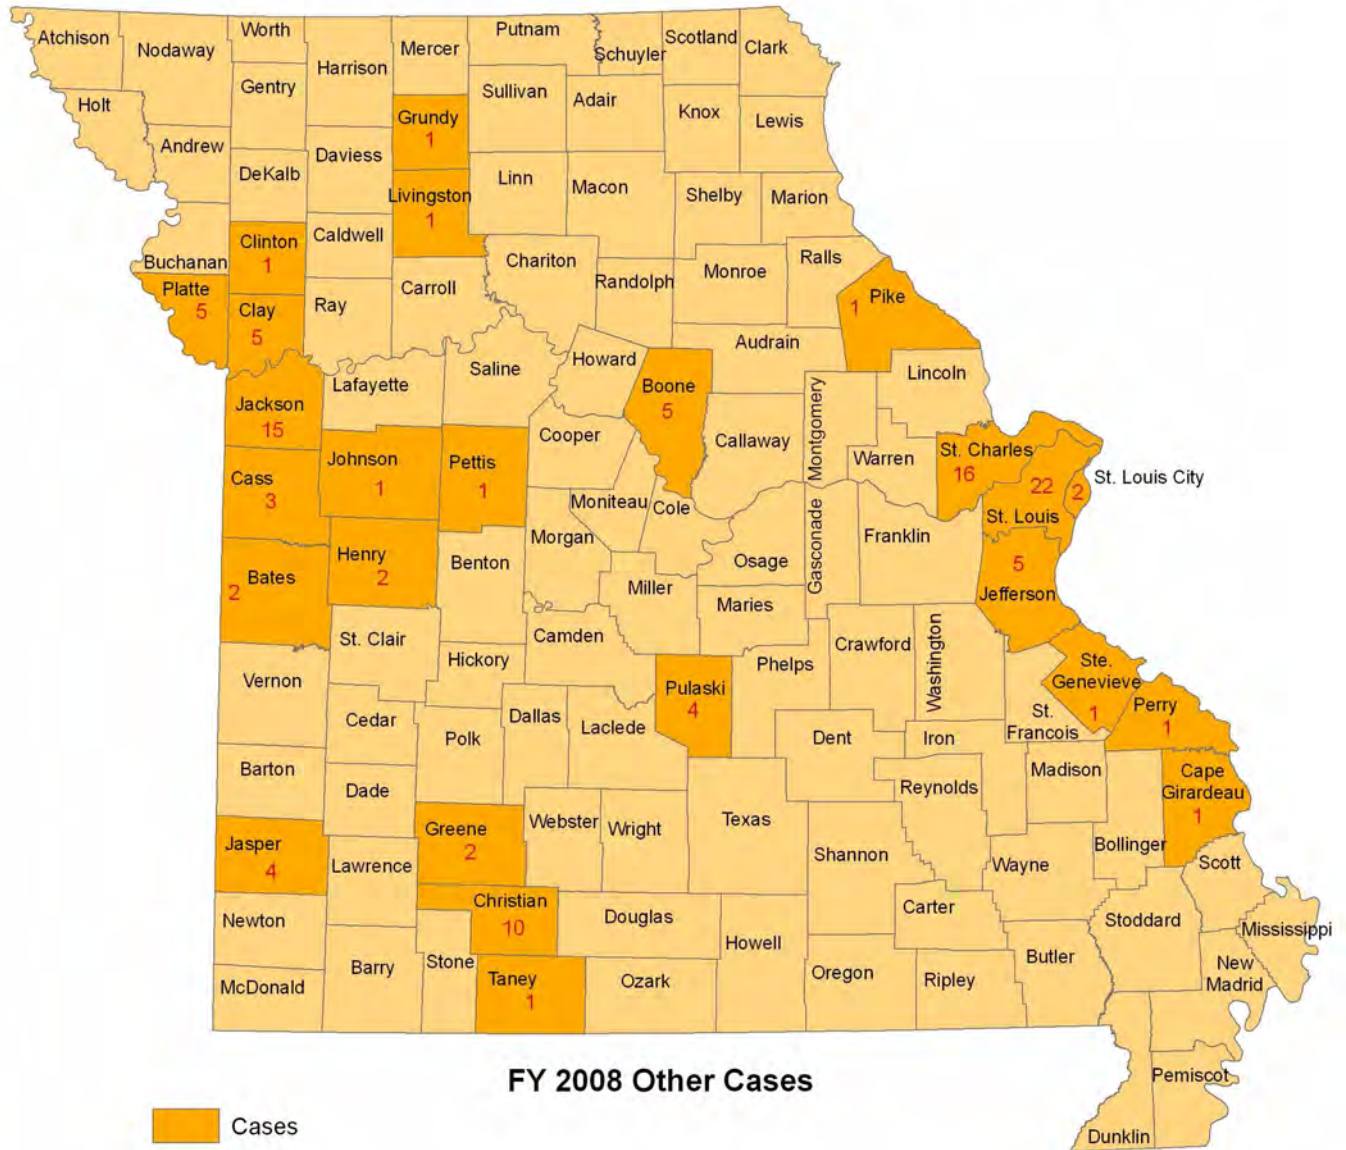 Atchison
Nodaway
Worth
Harrison
Mercer
Putnam
Schuyler
Scotland
Clark
Holt
Gentry
Sullivan
Adair
Knox
Lewis
Andrew
DeKalb
Daviess
Grundy
1
Linn
Macon
Shelby
Marion
Livingston
1
Buchanan
Clinton
1
Caldwell
Chariton
Randolph
Monroe
Ralls
Platte
5
Clay
5
Ray
Carroll
Pike
1
Audrain
Saline
Howard
Boone
5
Lincoln
Jackson
15
Lafayette
Cooper
Callaway
Montgomery
Warren
St. Charles
16
22
St. Louis
2
St. Louis City
Cass
3
Johnson
1
Pettis
1
Moniteau
Cole
Morgan
Osage
Gasconade
Franklin
5
Jefferson
2
Bates
Henry
2
Benton
Miller
Maries
St. Clair
Camden
Hickory
Crawford
Washington
Phelps
Pulaski
4
Ste.
Genevieve
1
St.
Francois
Perry
1
Vernon
Cedar
Polk
Dallas
Laclede
Dent
Iron
Madison
Cape
Girardeau
1
Barton
Dade
Reynolds
Bollinger
Jasper
4
Lawrence
Greene
2
Webster
Wright
Texas
Shannon
Wayne
Scott
Newton
Christian
10
Douglas
Howell
Carter
Stoddard
Mississippi
McDonald
Barry
Stone
Taney
1
Ozark
Oregon
Ripley
Butler
New
Madrid
Pemiscot
Dunklin
FY 2008 Other Cases
Cases